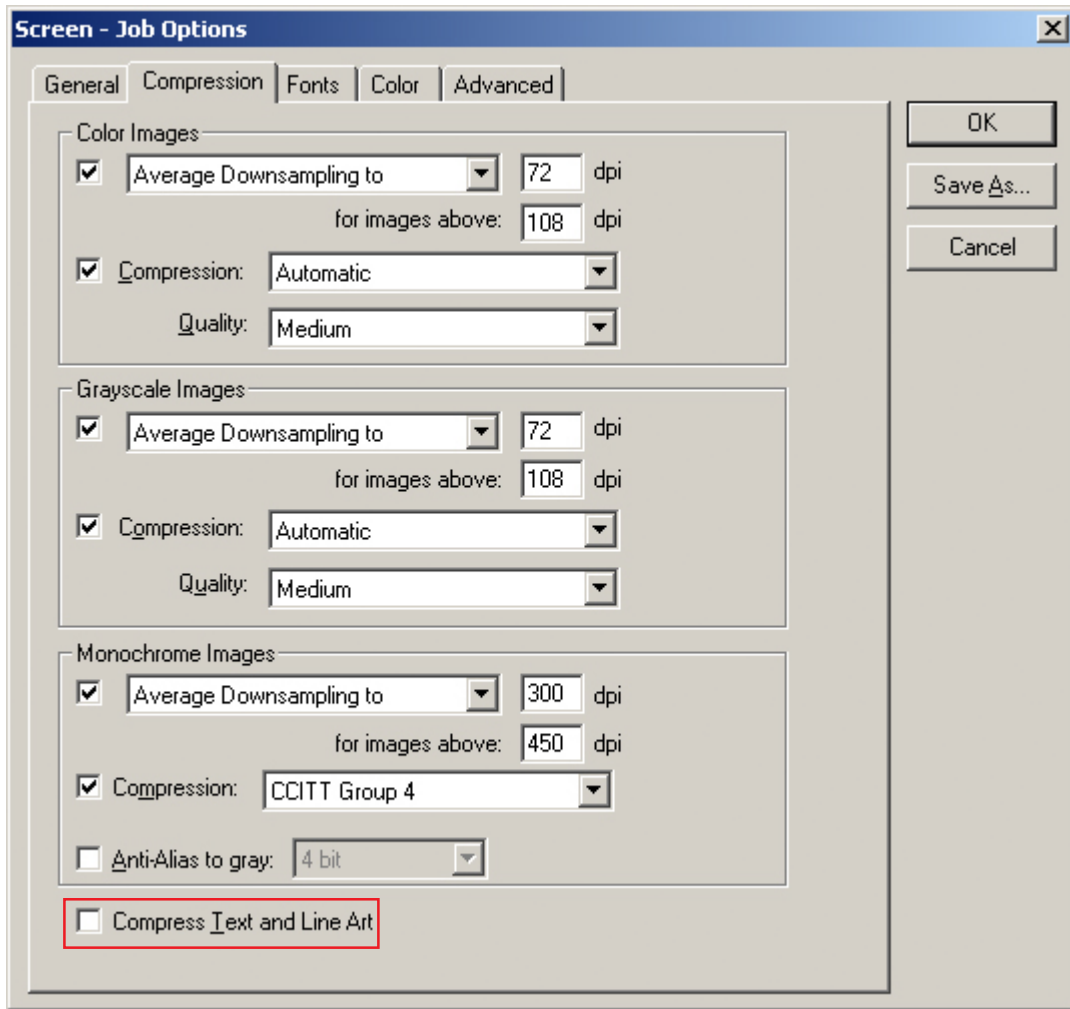 Screen - Job Options
General Compression Fonts Color Advanced
OK
Save As...
Cancel
Color Images
Average Downsampling to 72 dpi
for images above: 108 dpi
Compression: Automatic
Quality: Medium
Grayscale Images
Average Downsampling to 72 dpi
for images above: 108 dpi
Compression: Automatic
Quality: Medium
Monochrome Images
Average Downsampling to 300 dpi
for images above: 450 dpi
Compression: CCITT Group 4
Anti-Alias to gray: 4 bit
Compress Text and Line Art